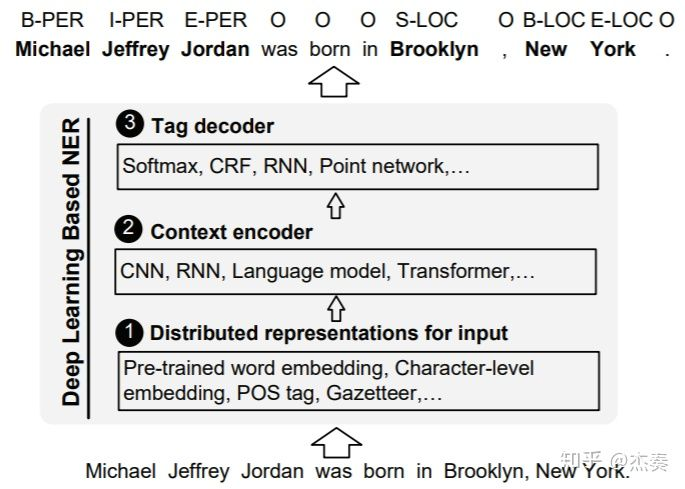 B-PER I-PER E-PER O O O S-LOC O B-LOC E-LOC O
Michael Jeffrey Jordan was born in Brooklyn , New York .
Deep Learning Based NER
3 Tag decoder
Softmax, CRF, RNN, Point network,...
2 Context encoder
CNN, RNN, Language model, Transformer,...
1 Distributed representations for input
Pre-trained word embedding, Character-level
embedding, POS tag, Gazetteer,...
Michael Jeffrey Jordan was born in Brooklyn, New York.
知乎 @杰奏